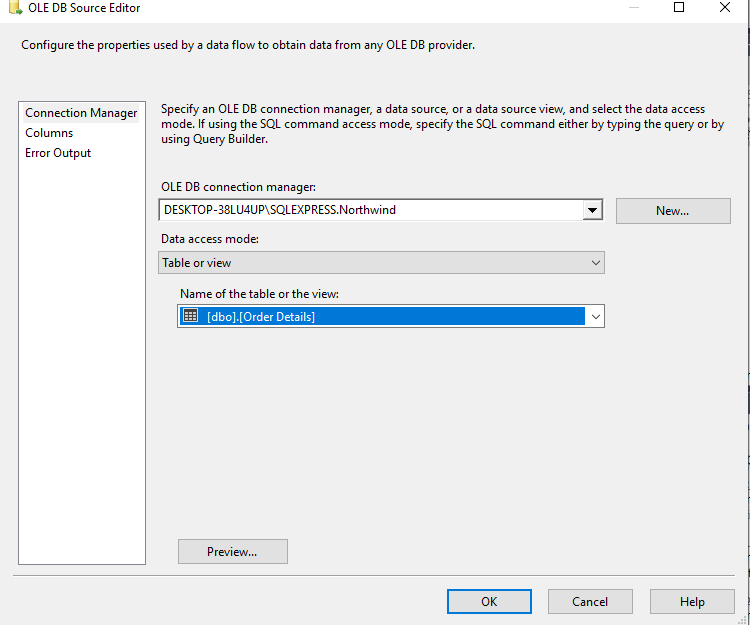 OLE DB Source Editor
Configure the properties used by a data flow to obtain data from any OLE DB provider.
Connection Manager
Columns
Error Output
Specify an OLE DB connection manager, a data source, or a data source view, and select the data access
mode. If using the SQL command access mode, specify the SQL command either by typing the query or by
using Query Builder.
OLE DB connection manager:
DESKTOP-38LU4UP\SQLEXPRESS.Northwind
New...
Data access mode:
Table or view
Name of the table or the view:
[dbo].[Order Details]
Preview...
OK
Cancel
Help